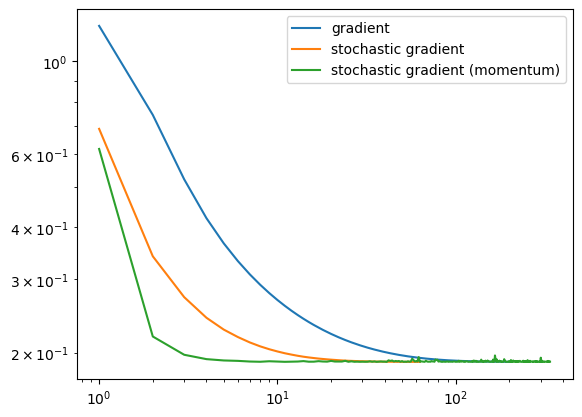 gradient
stochastic gradient
stochastic gradient (momentum)
10⁰
6 × 10⁻¹
4 × 10⁻¹
3 × 10⁻¹
2 × 10⁻¹
10⁰ 10¹ 10²